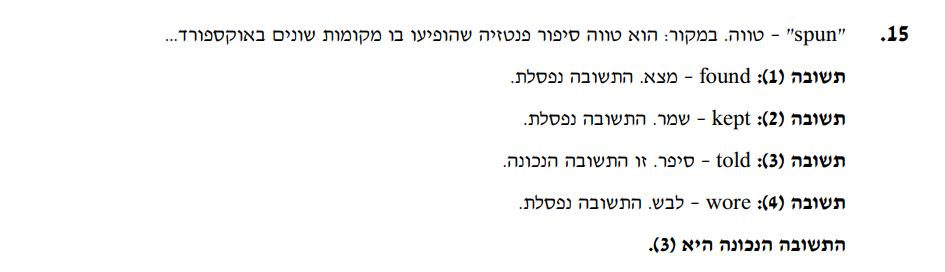 15. "spun" – טווה. במקור: הוא טווה סיפור פנטזיה שהופיעו בו מקומות שונים באוקספורד...
תשובה (1): found – מצא. התשובה נפסלת.
תשובה (2): kept – שמר. התשובה נפסלת.
תשובה (3): told – סיפר. זו התשובה הנכונה.
תשובה (4): wore – לבש. התשובה נפסלת.
התשובה הנכונה היא (3).